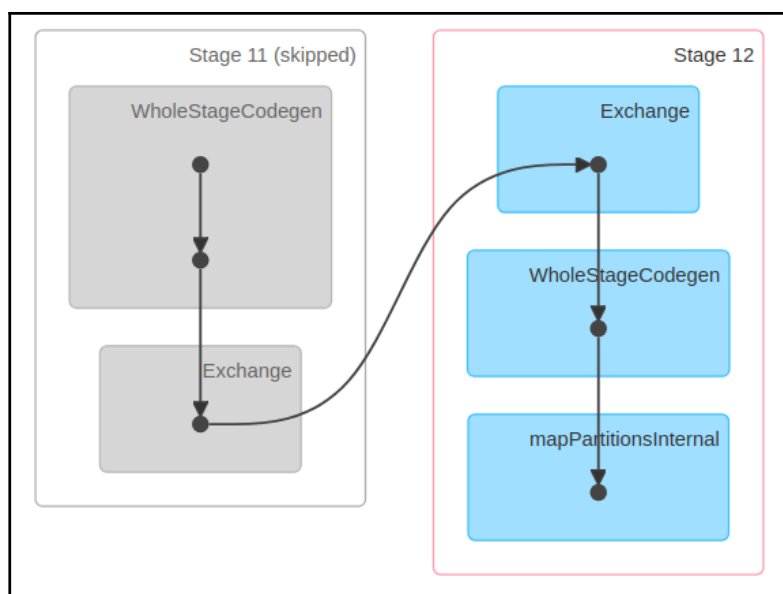 Stage 11 (skipped)
WholeStageCodegen
Exchange
Stage 12
Exchange
WholeStageCodegen
mapPartitionsInternal